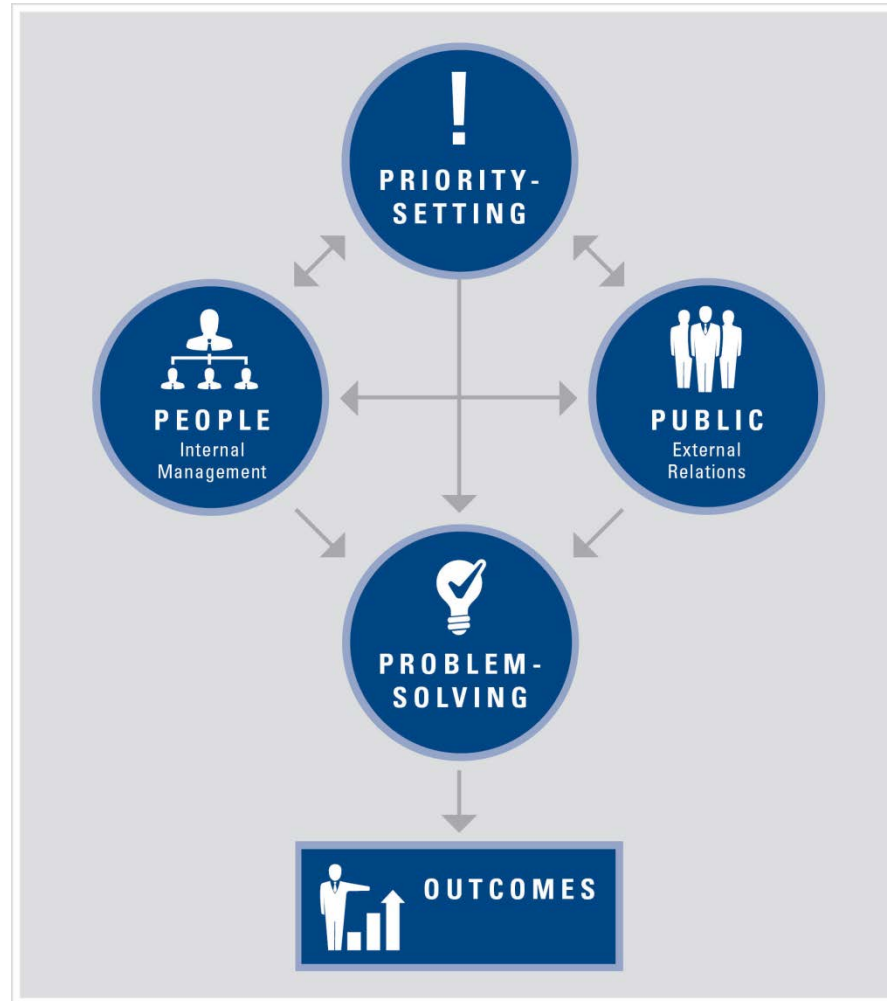 PRIORITY-
SETTING
PEOPLE
Internal
Management
PUBLIC
External
Relations
PROBLEM-
SOLVING
OUTCOMES